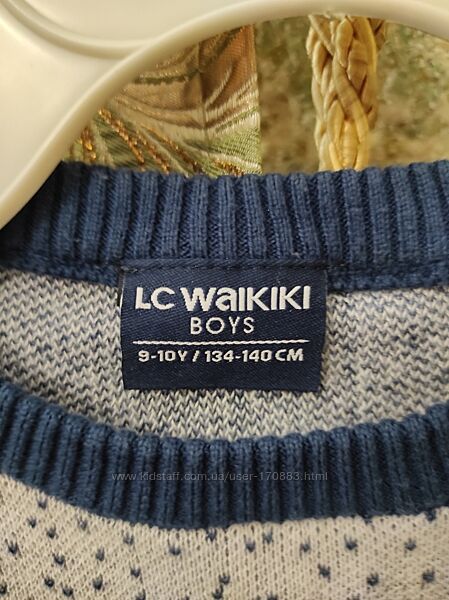 LC WAIKIKI
BOYS
9-10Y / 134-140 CM
www.kidstaff.com.ua/user-170883.html